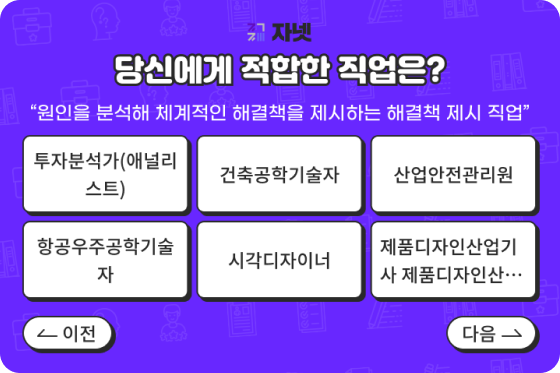 자넷
당신에게 적합한 직업은?
“원인을 분석해 체계적인 해결책을 제시하는 해결책 제시 직업”
투자분석가(애널리
스트)
건축공학기술자
산업안전관리원
항공우주공학기술
자
시각디자이너
제품디자인산업기
사 제품디자인산…
이전
다음